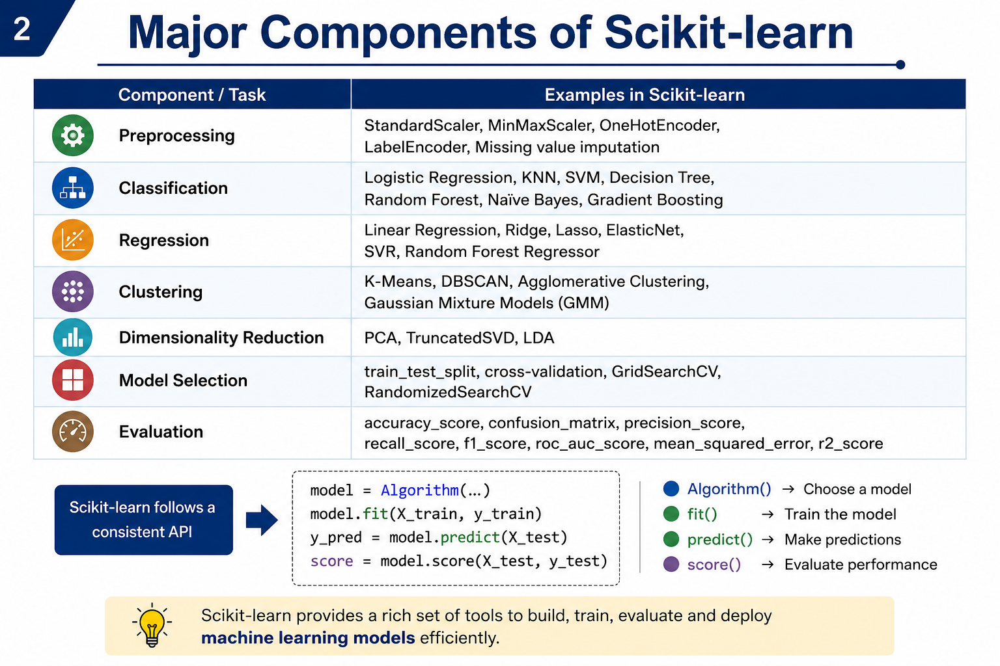 2
Major Components of Scikit-learn
Component / Task
Examples in Scikit-learn
Preprocessing
StandardScaler, MinMaxScaler, OneHotEncoder,
LabelEncoder, Missing value imputation
Classification
Logistic Regression, KNN, SVM, Decision Tree,
Random Forest, Naïve Bayes, Gradient Boosting
Regression
Linear Regression, Ridge, Lasso, ElasticNet,
SVR, Random Forest Regressor
Clustering
K-Means, DBSCAN, Agglomerative Clustering,
Gaussian Mixture Models (GMM)
Dimensionality Reduction
PCA, TruncatedSVD, LDA
Model Selection
train_test_split, cross-validation, GridSearchCV,
RandomizedSearchCV
Evaluation
accuracy_score, confusion_matrix, precision_score,
recall_score, f1_score, roc_auc_score, mean_squared_error, r2_score
Scikit-learn follows a
consistent API
model = Algorithm(...)
model.fit(X_train, y_train)
y_pred = model.predict(X_test)
score = model.score(X_test, y_test)
Algorithm() → Choose a model
fit() → Train the model
predict() → Make predictions
score() → Evaluate performance
Scikit-learn provides a rich set of tools to build, train, evaluate and deploy
machine learning models efficiently.